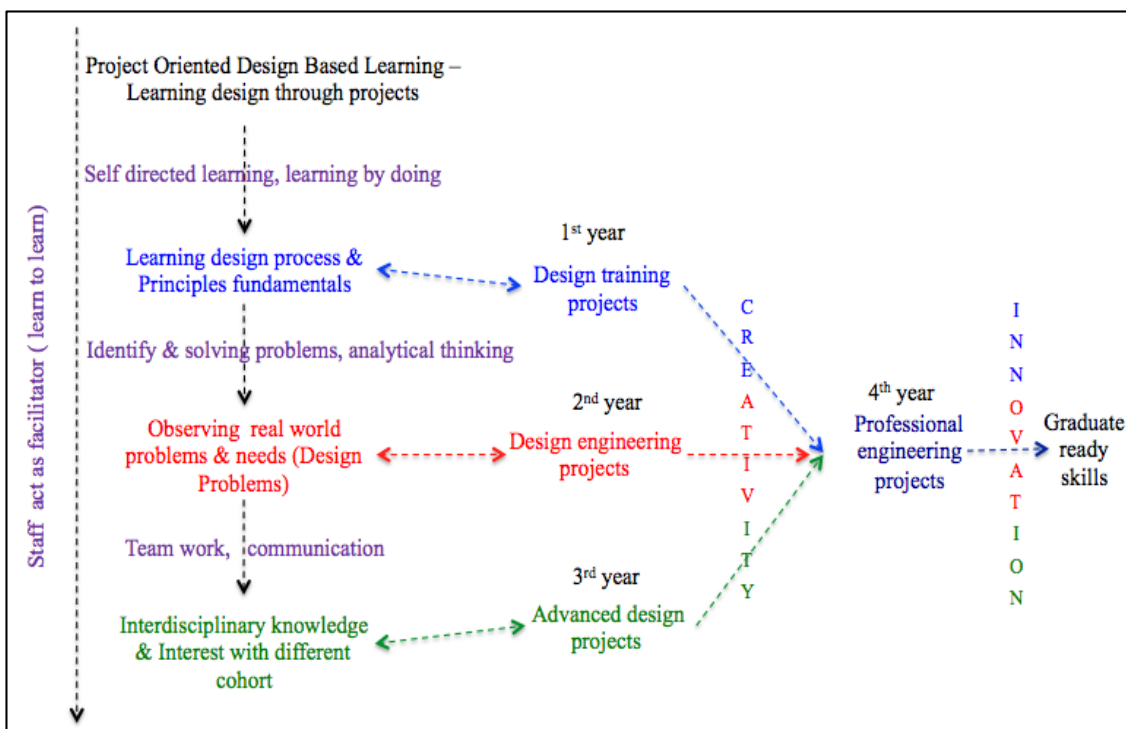 Project Oriented Design Based Learning –
Learning design through projects
Self directed learning, learning by doing
Learning design process &
Principles fundamentals
Identify & solving problems, analytical thinking
Observing real world
problems & needs (Design
Problems)
Team work, communication
Interdisciplinary knowledge
& Interest with different
cohort
Staff act as facilitator ( learn to learn)
1st year
Design training
projects
2nd year
Design engineering
projects
3rd year
Advanced design
projects
CREATIVITY
4th year
Professional
engineering
projects
INNOVATION
Graduate
ready
skills